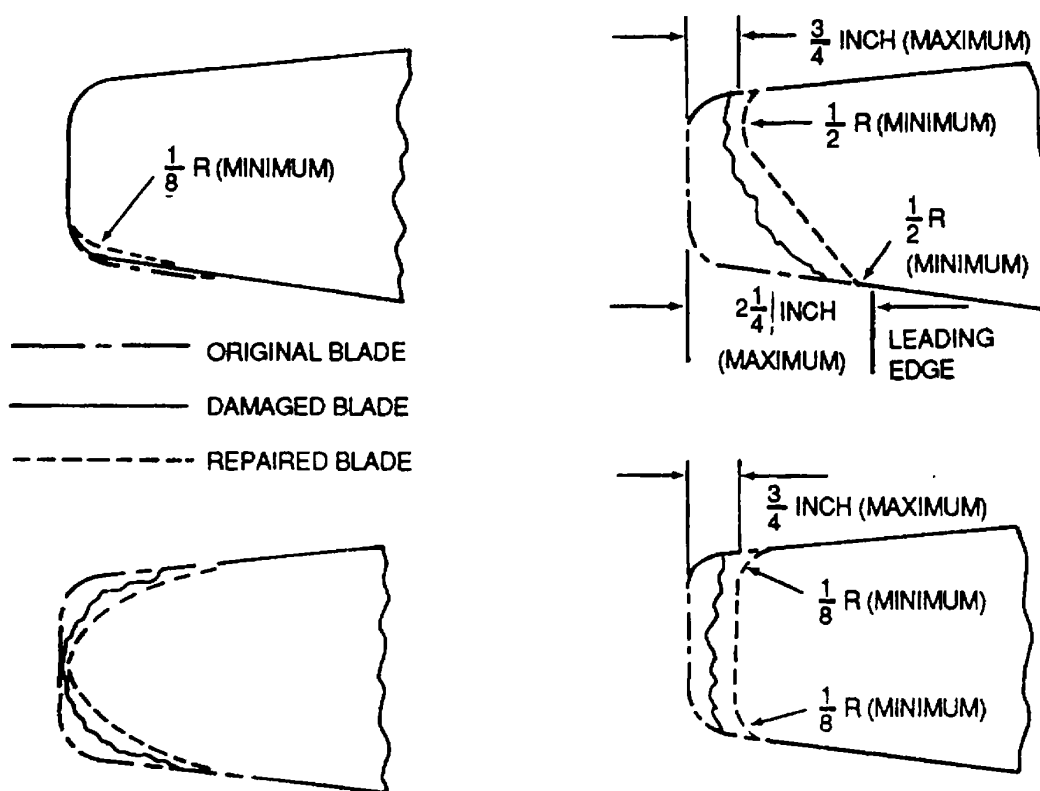 1/8 R (MINIMUM)
ORIGINAL BLADE
DAMAGED BLADE
REPAIRED BLADE
3/4 INCH (MAXIMUM)
1/2 R (MINIMUM)
1/2 R
(MINIMUM)
2 1/4 INCH
(MAXIMUM)
LEADING
EDGE
3/4 INCH (MAXIMUM)
1/8 R (MINIMUM)
1/8 R (MINIMUM)